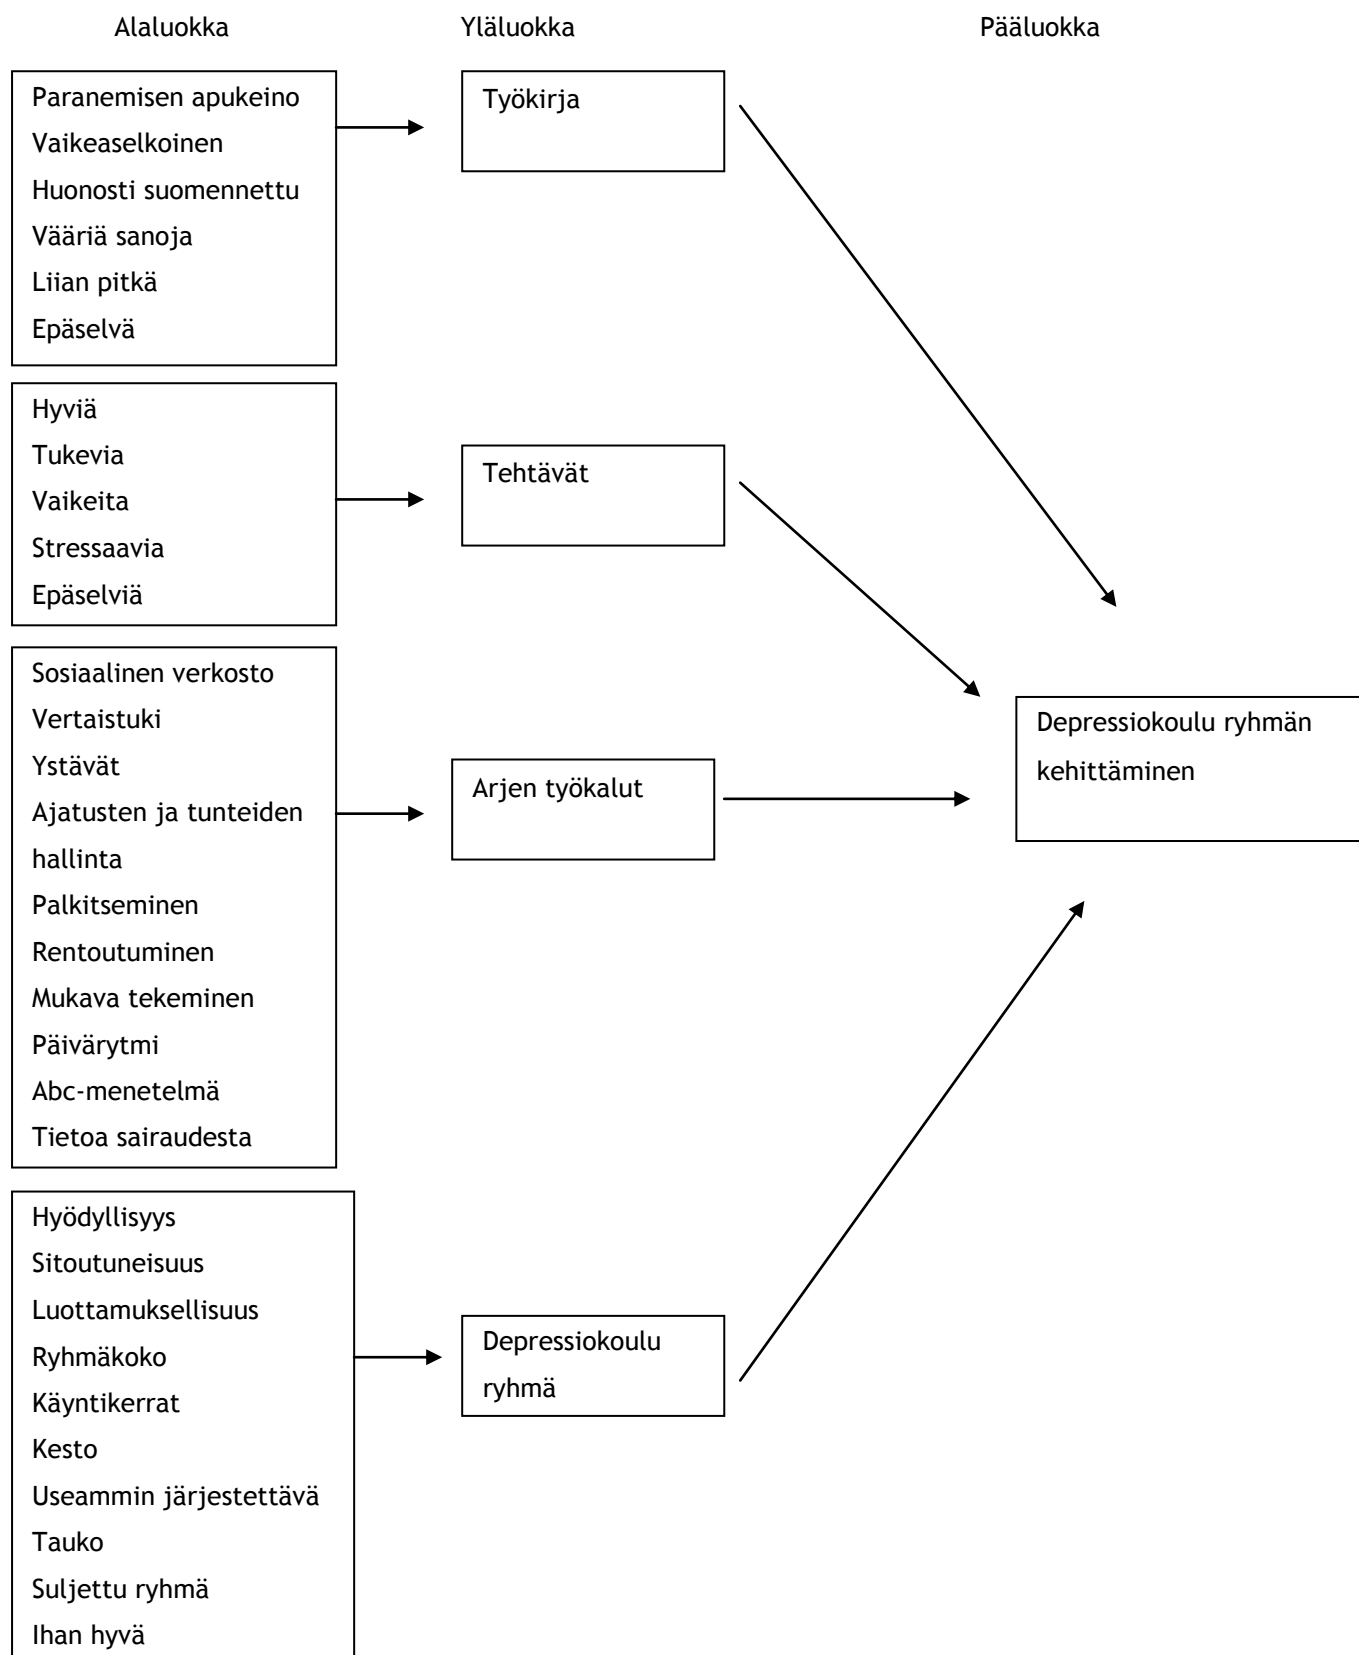 Alaluokka
Yläluokka
Pääluokka
Paranemisen apukeino
Vaikeaselkoinen
Huonosti suomennettu
Vääriä sanoja
Liian pitkä
Epäselvä
Työkirja
Hyviä
Tukevia
Vaikeita
Stressaavia
Epäselviä
Tehtävät
Sosiaalinen verkosto
Vertaistuki
Ystävät
Ajatusten ja tunteiden
hallinta
Palkitseminen
Rentoutuminen
Mukava tekeminen
Päivärytmi
Abc-menetelmä
Tietoa sairaudesta
Arjen työkalut
Depressiokoulu ryhmän
kehittäminen
Hyödyllisyys
Sitoutuneisuus
Luottamuksellisuus
Ryhmäkoko
Käyntikerrat
Kesto
Useammin järjestettävä
Tauko
Suljettu ryhmä
Ihan hyvä
Depressiokoulu
ryhmä